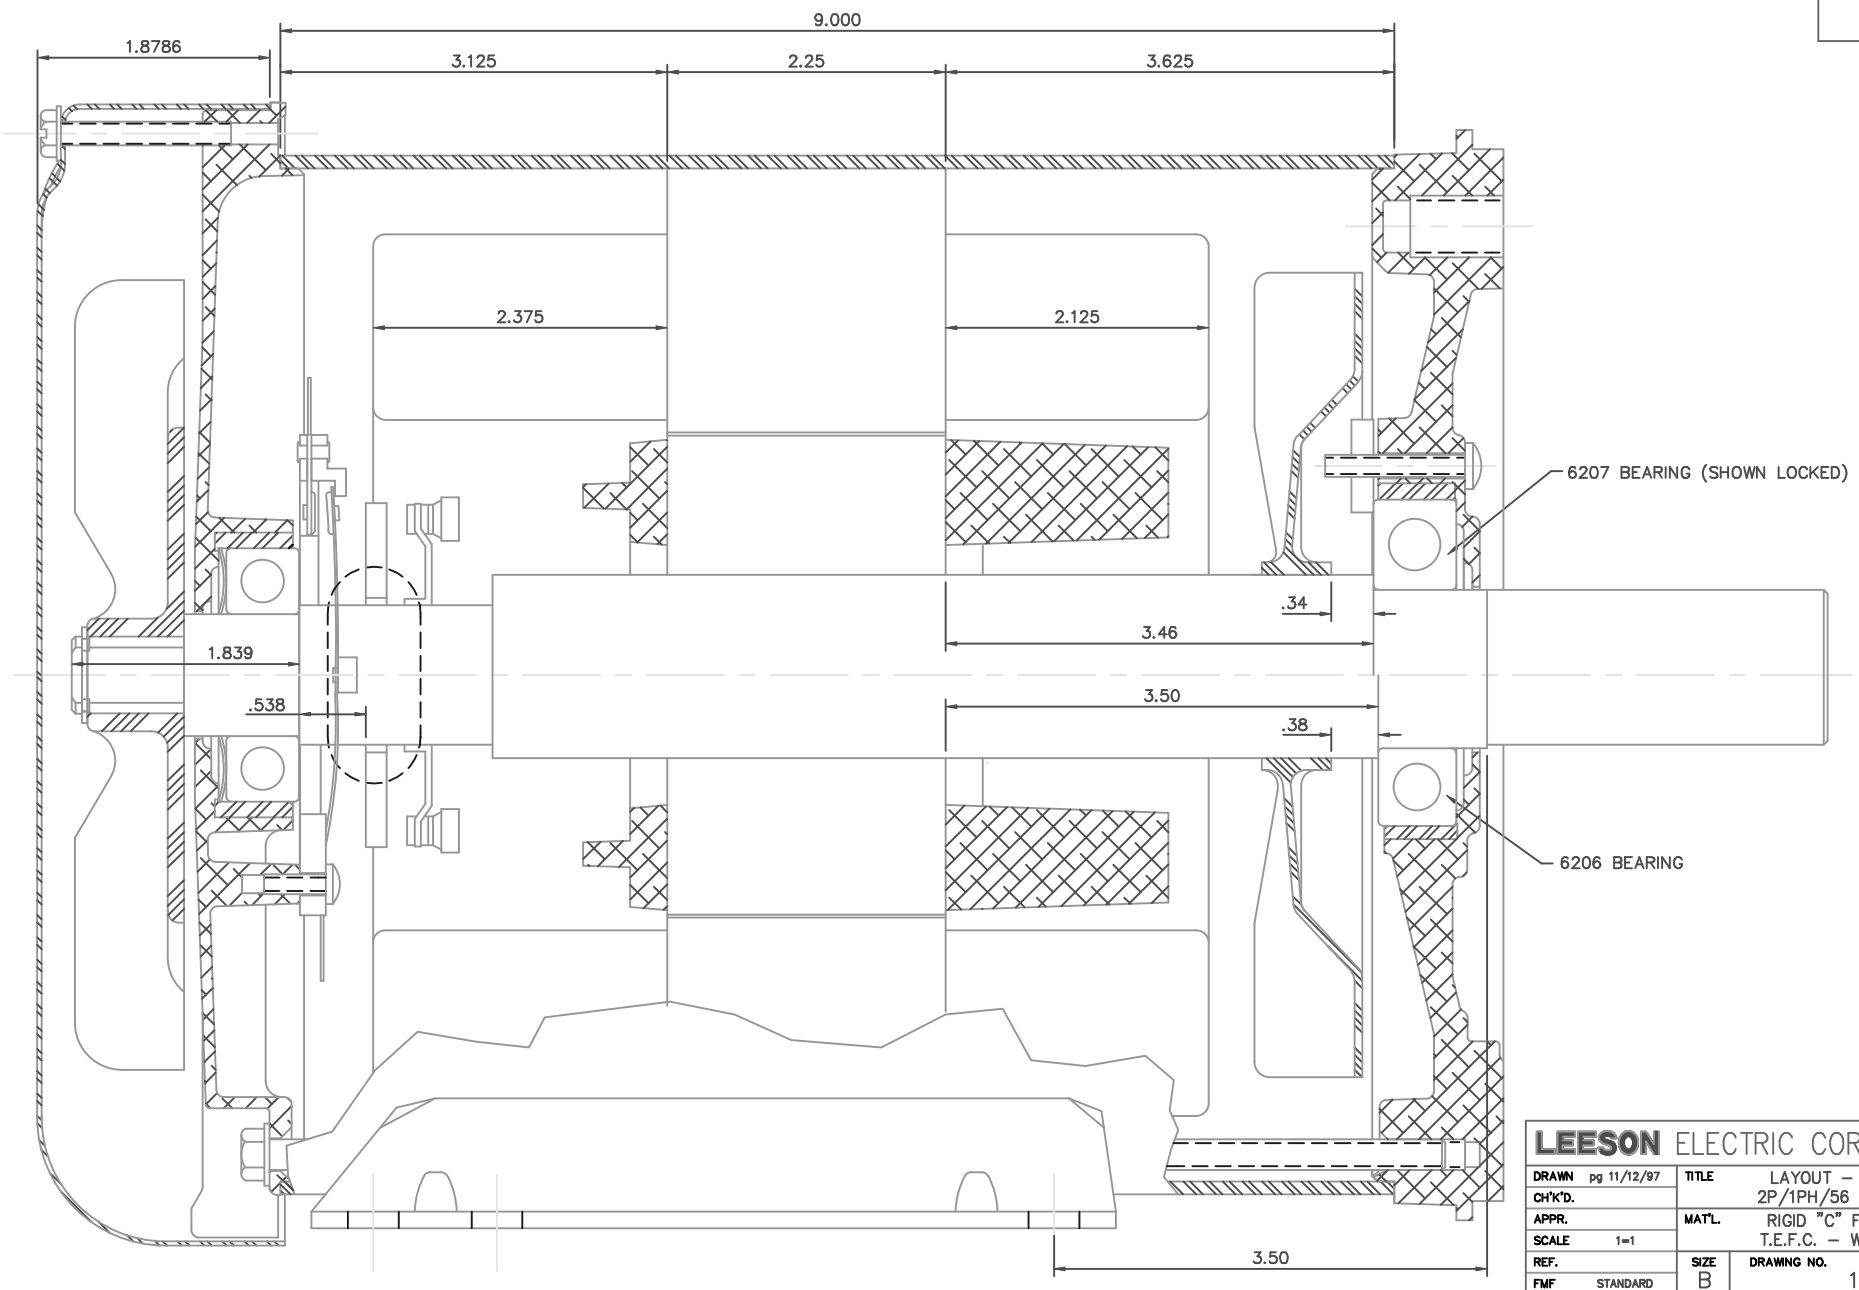 9.000
1.8786
3.125 2.25 3.625
2.375 2.125
6207 BEARING (SHOWN LOCKED)
.34
3.46
1.839
.538
3.50
.38
6206 BEARING
3.50
LEESON ELECTRIC COR
DRAWN pg 11/12/97
CH'K'D.
APPR.
SCALE 1=1
REF.
FMF STANDARD
TITLE LAYOUT –
2P/1PH/56
MAT'L. RIGID "C" F
T.E.F.C. – W
SIZE
B
DRAWING NO.
1